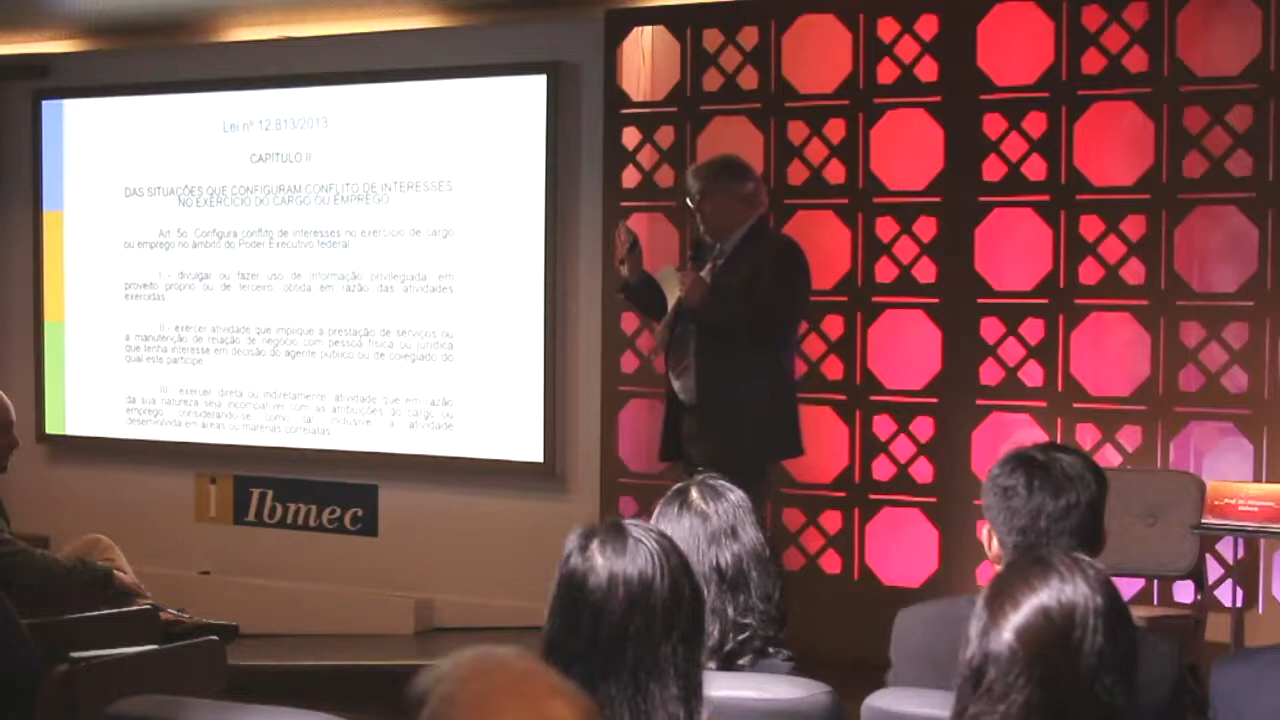 Lei nº 12.813/2013
CAPÍTULO II
DAS SITUAÇÕES QUE CONFIGURAM CONFLITO DE INTERESSES
NO EXERCÍCIO DO CARGO OU EMPREGO
Art. 5o Configura conflito de interesses no exercício de cargo
ou emprego no âmbito do Poder Executivo federal
I - divulgar ou fazer uso de informação privilegiada, em
proveito próprio ou de terceiro, obtida em razão das atividades
exercidas
II - exercer atividade que implique a prestação de serviços ou
a manutenção de relação de negócio com pessoa física ou jurídica
que tenha interesse em decisão do agente público ou de colegiado do
qual este participe
III - exercer direta ou indiretamente atividade que em razão
da sua natureza seja incompatível com as atribuições do cargo ou
emprego, considerando-se como tal, inclusive, a atividade
desenvolvida em áreas ou matérias correlatas
i Ibmec